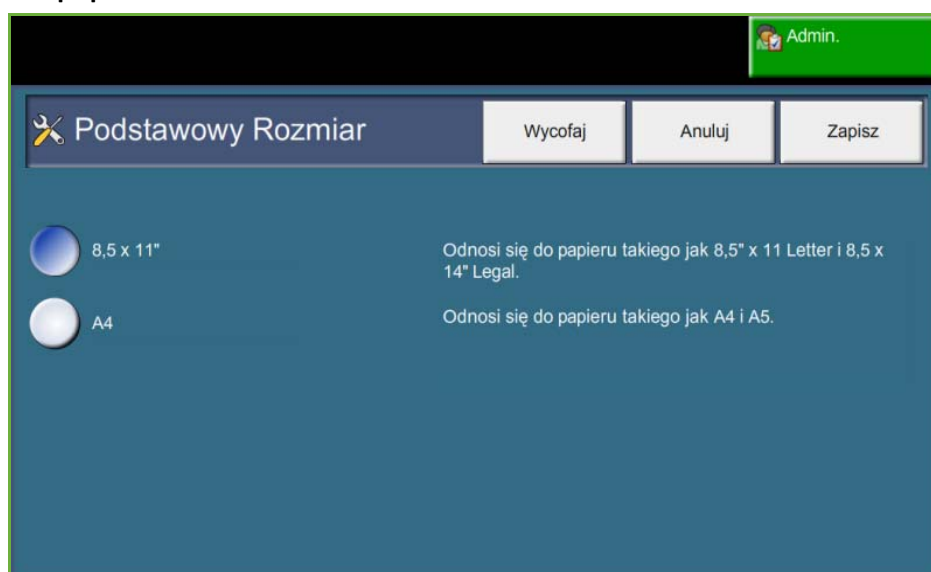 Admin.
Podstawowy Rozmiar
Wycofaj
Anuluj
Zapisz
8,5 x 11"
Odnosi się do papieru takiego jak 8,5" x 11 Letter i 8,5 x
14" Legal.
A4
Odnosi się do papieru takiego jak A4 i A5.